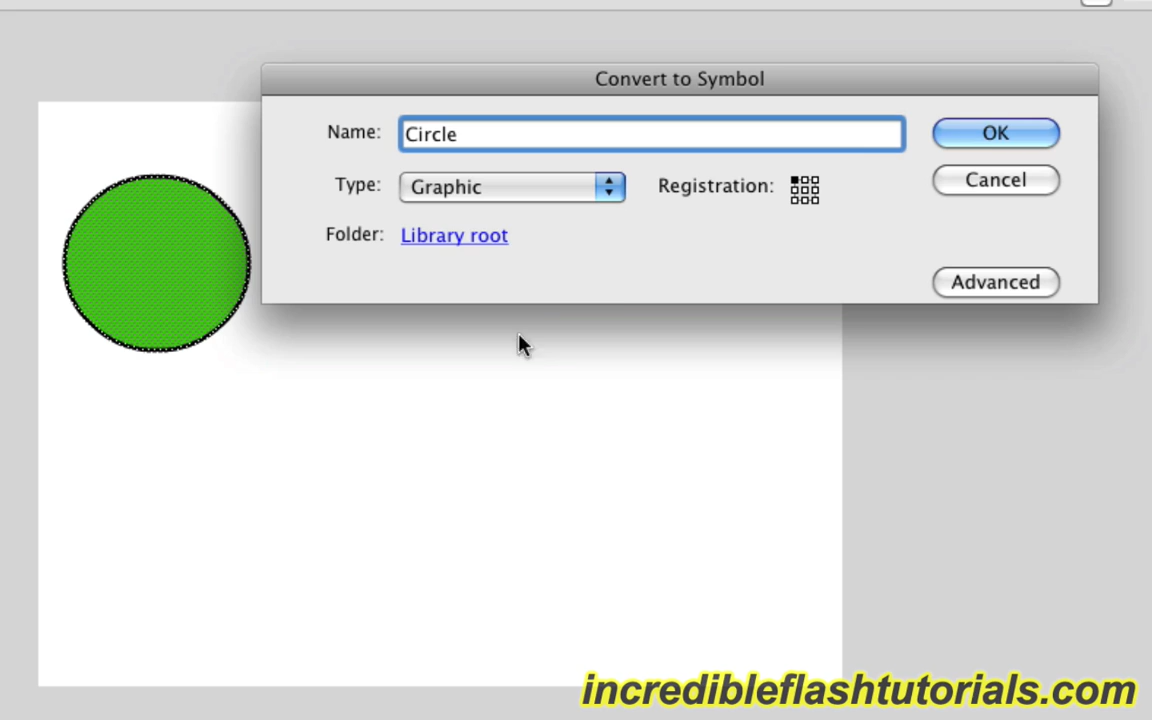 Convert to Symbol
Name: Circle OK
Type: Graphic Registration: Cancel
Folder: Library root
Advanced
incredibleflashtutorials.com